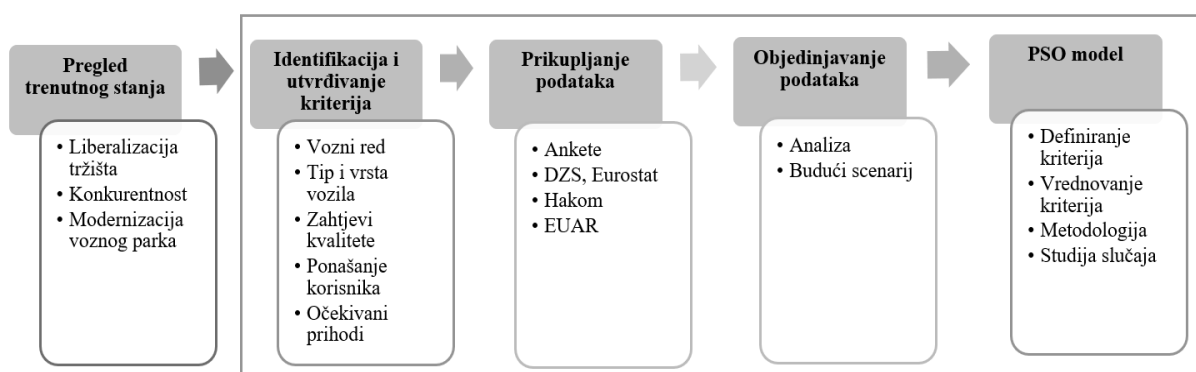 Pregled
trenutnog stanja
• Liberalizacija
tržišta
• Konkurentnost
• Modernizacija
voznog parka
Identifikacija i
utvrđivanje
kriterija
• Vozni red
• Tip i vrsta
vozila
• Zahtjevi
kvalitete
• Ponašanje
korisnika
• Očekivani
prihodi
Prikupljanje
podataka
• Ankete
• DZS, Eurostat
• Hakom
• EUAR
Objedinjavanje
podataka
• Analiza
• Budući scenarij
PSO model
• Definiranje
kriterija
• Vrednovanje
kriterija
• Metodologija
• Studija slučaja